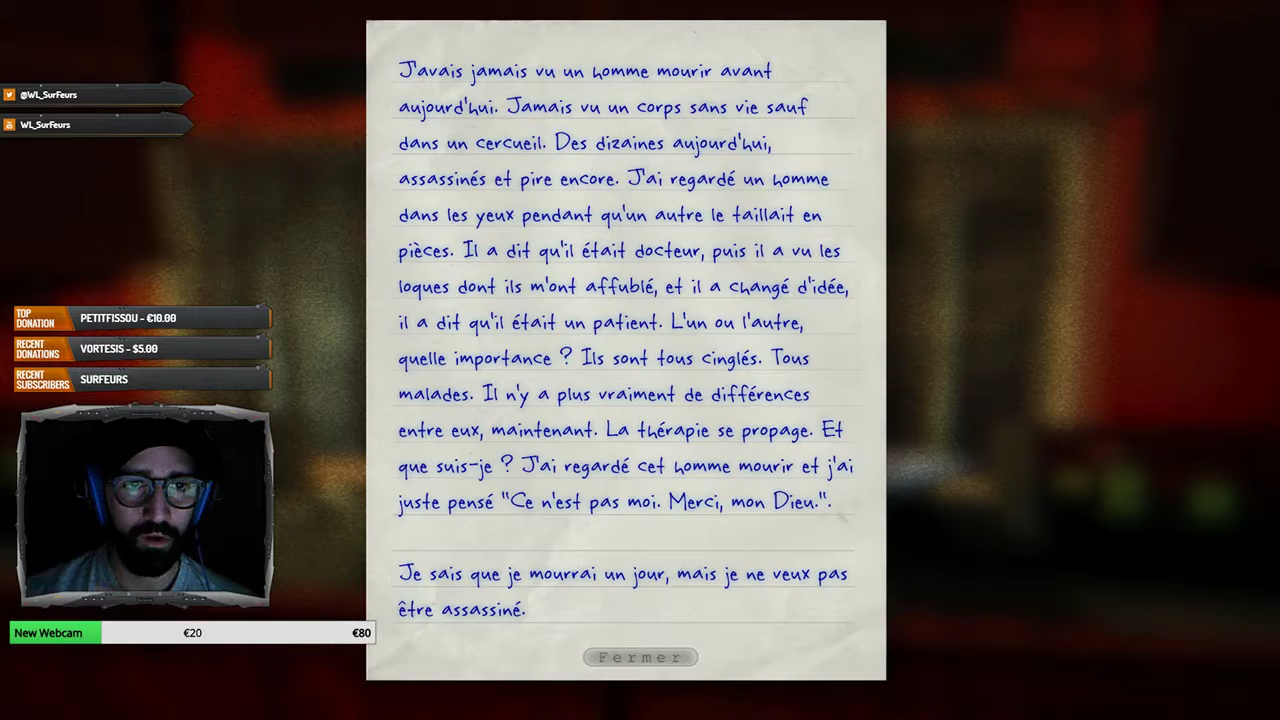 @WL_SurFeurs
WL_SurFeurs
J'avais jamais vu un homme mourir avant
aujourd'hui. Jamais vu un corps sans vie sauf
dans un cercueil. Des dizaines aujourd'hui,
assassinés et pire encore. J'ai regardé un homme
dans les yeux pendant qu'un autre le taillait en
pièces. Il a dit qu'il était docteur, puis il a vu les
loques dont ils m'ont affublé, et il a changé d'idée,
il a dit qu'il était un patient. L'un ou l'autre,
quelle importance ? Ils sont tous cinglés. Tous
malades. Il n'y a plus vraiment de différences
entre eux, maintenant. La thérapie se propage. Et
que suis-je ? J'ai regardé cet homme mourir et j'ai
juste pensé "Ce n'est pas moi. Merci, mon Dieu.".
Je sais que je mourrai un jour, mais je ne veux pas
être assassiné.
Fermer
TOP DONATION PETITFISSOU - €10.00
RECENT DONATIONS VORTESIS - $5.00
RECENT SUBSCRIBERS SURFEURS
New Webcam €20 €80